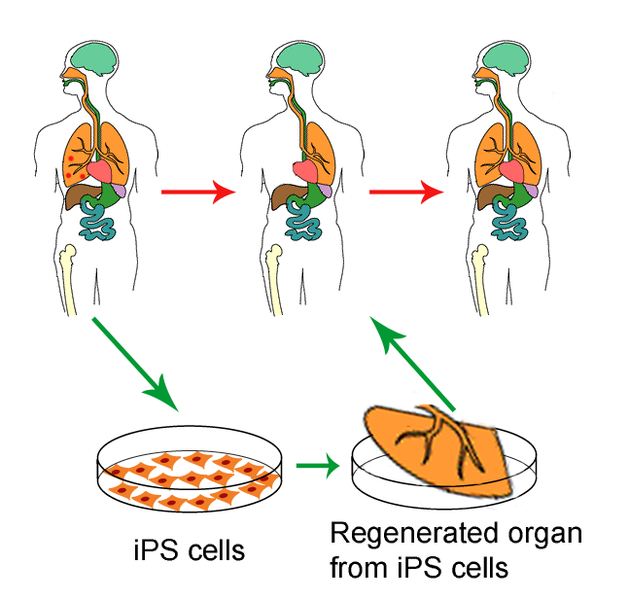 iPS cells
Regenerated organ
from iPS cells